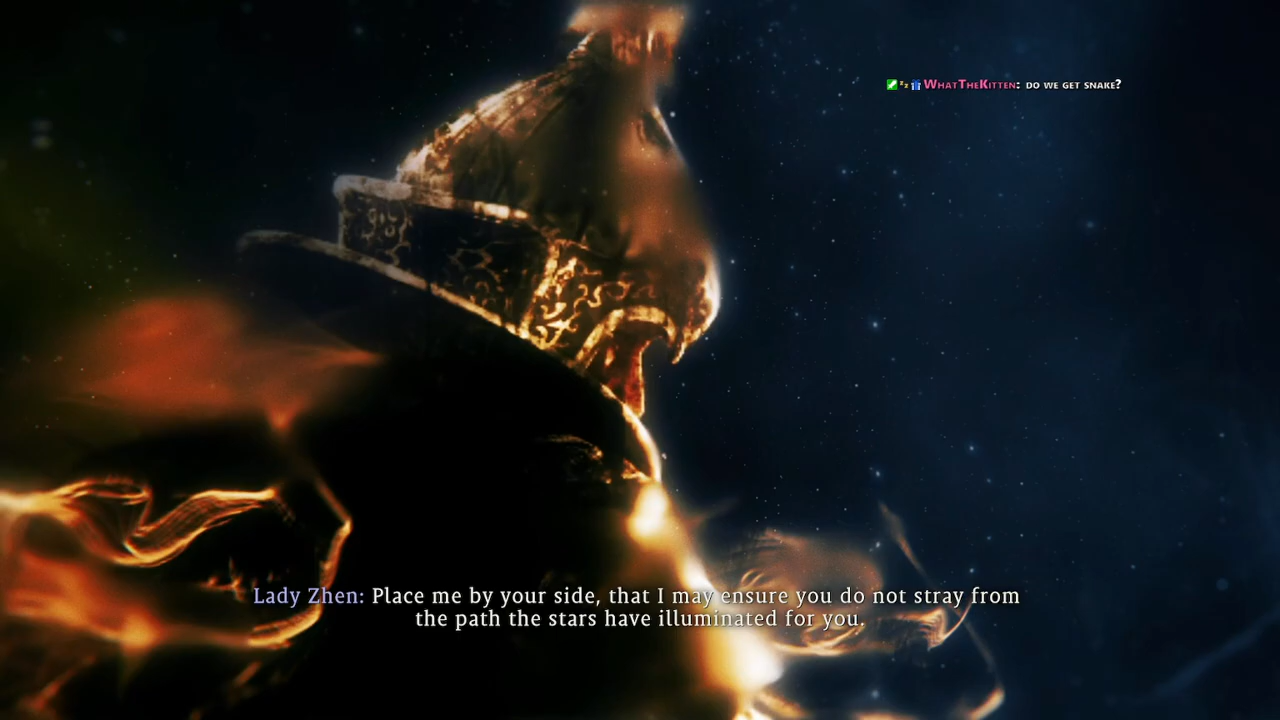 WhatTheKitten: do we get snake?
Lady Zhen: Place me by your side, that I may ensure you do not stray from
the path the stars have illuminated for you.